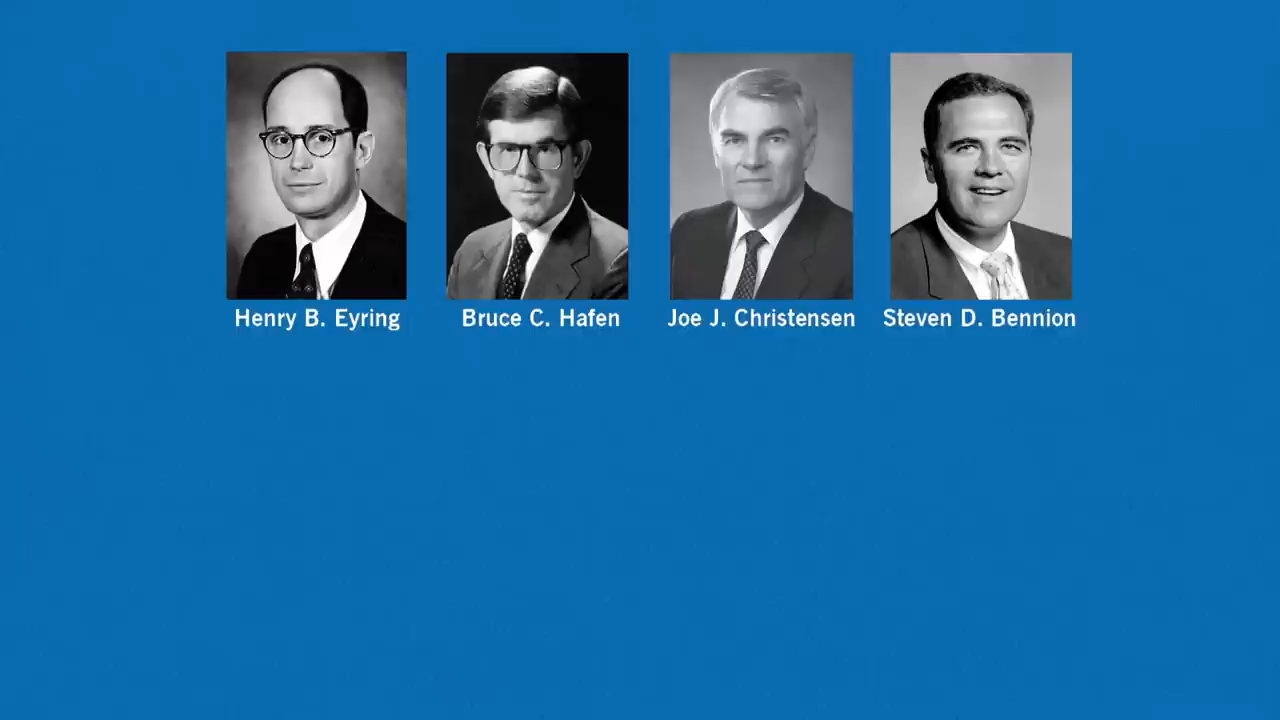 Henry B. Eyring
Bruce C. Hafen
Joe J. Christensen
Steven D. Bennion